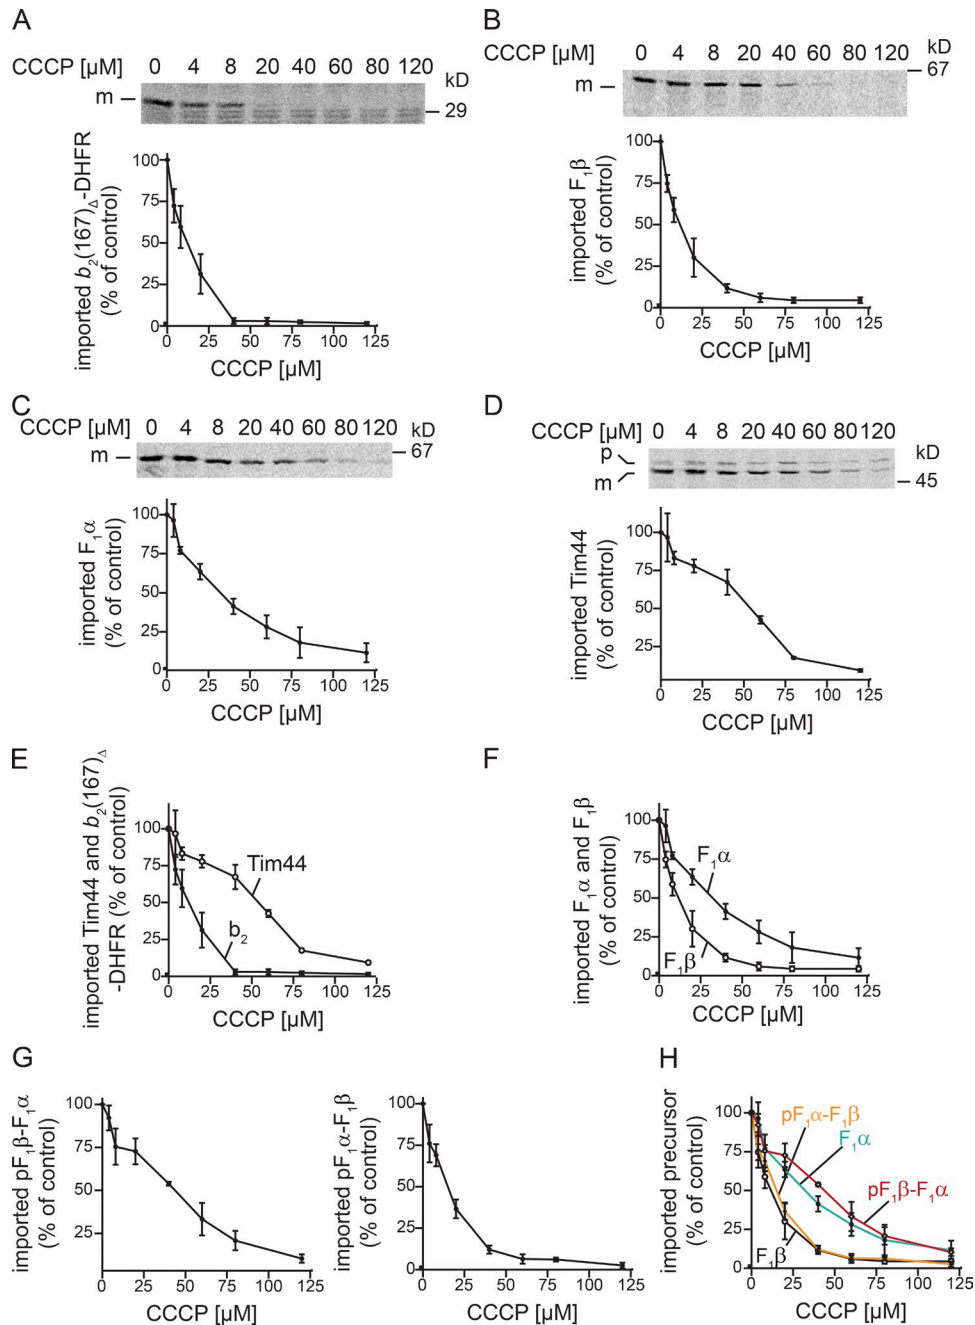 A
CCCP [µM] 0 4 8 20 40 60 80 120 kD
m 29
imported b2(167)Δ-DHFR
(% of control)
100
75
50
25
0
0 25 50 75 100 125
CCCP [µM]
B
CCCP [µM] 0 4 8 20 40 60 80 120 kD
67
m
imported F1β
(% of control)
100
75
50
25
0
0 25 50 75 100 125
CCCP [µM]
C
CCCP [µM] 0 4 8 20 40 60 80 120 kD
m 67
imported F1α
(% of control)
100
75
50
25
0
0 25 50 75 100 125
CCCP [µM]
D
CCCP [µM] 0 4 8 20 40 60 80 120
p kD
m 45
imported Tim44
(% of control)
100
75
50
25
0
0 25 50 75 100 125
CCCP [µM]
E
imported Tim44 and b2(167)Δ
-DHFR (% of control)
100
75
50
25
0
Tim44
b2
0 25 50 75 100 125
CCCP [µM]
F
imported F1α and F1β
(% of control)
100
75
50
25
0
F1α
F1β
0 25 50 75 100 125
CCCP [µM]
G
imported pF1β-F1α
(% of control)
100
75
50
25
0
0 25 50 75 100 125
CCCP [µM]
imported pF1α-F1β
(% of control)
100
75
50
25
0
0 25 50 75 100 125
CCCP [µM]
H
imported precursor
(% of control)
100
75
50
25
0
pF1α-F1β
F1α
pF1β-F1α
F1β
0 25 50 75 100 125
CCCP [µM]